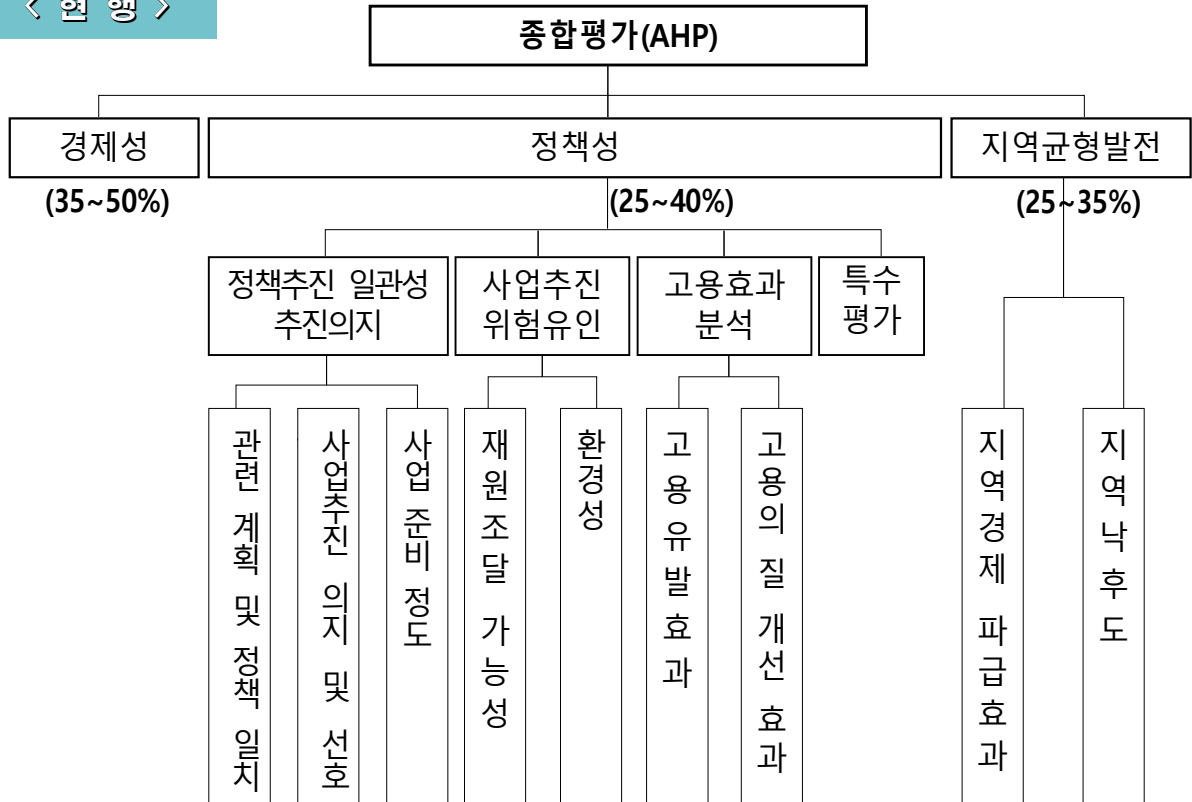 < 현 행 >
종합평가(AHP)
경제성
정책성
지역균형발전
(35~50%)
(25~40%)
(25~35%)
정책추진 일관성
추진의지
사업추진
위험유인
고용효과
분석
특수
평가
관련 계획 및 정책 일치
사업추진 의지 및 선호
사업 준비 정도
재원조달 가능성
환경성
고용유발효과
고용의 질 개선 효과
지역경제 파급효과
지역낙후도